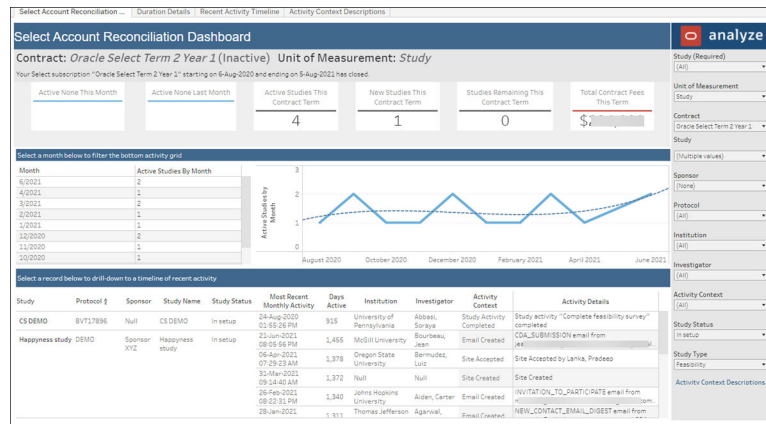 Select Account Reconciliation ... Duration Details Recent Activity Timeline Activity Context Descriptions
Select Account Reconciliation Dashboard
analyze
Contract: Oracle Select Term 2 Year 1 (Inactive) Unit of Measurement: Study
Your Select subscription "Oracle Select Term 2 Year 1" starting on 6-Aug-2020 and ending on 5-Aug-2021 has closed.
Active None This Month
Active None Last Month
Active Studies This
Contract Term
4
New Studies This
Contract Term
1
Studies Remaining This
Contract Term
0
Total Contract Fees
This Term
Select a month below to filter the bottom activity grid
Month Active Studies By Month
6/2021 2
4/2021 1
3/2021 2
2/2021 1
1/2021 1
12/2020 2
11/2020 1
10/2020 1
Active Studies by
Month
3
2
1
0
August 2020 October 2020 December 2020 February 2021 April 2021 June 2021
Select a record below to drill-down to a timeline of recent activity
Study Protocol Sponsor Study Name Study Status Most Recent Monthly Activity Days Active Institution Investigator Activity Context Activity Details
CS DEMO BVT17896 Null CS DEMO In setup 24-Aug-2020 01:55:26 PM 915 University of Pennsylvania Abbasi, Soraya Study Activity Completed Study activity "Complete feasibility survey" completed
Happyness study DEMO Sponsor XYZ Happyness study In setup 21-Jun-2021 08:05:56 PM 1,455 McGill University Bourbeau, Jean Email Created CDA_SUBMISSION email from
06-Apr-2021 07:29:23 AM 1,378 Oregon State University Bermudez, Luiz Site Accepted Site Accepted by Lanka, Pradeep
31-Mar-2021 09:14:40 AM 1,372 Null Null Site Created Site Created
26-Feb-2021 08:22:31 PM 1,340 Johns Hopkins University Aiden, Carter Email Created INVITATION_TO_PARTICIPATE email from
28-Jan-2021 1,311 Thomas Jefferson Agarwal, Email Created NEW_CONTACT_EMAIL_DIGEST email from
Study (Required)
(All)
Unit of Measurement
Study
Contract
Oracle Select Term 2 Year 1
Study
(Multiple values)
Sponsor
(None)
Protocol
(All)
Institution
(All)
Investigator
(All)
Activity Context
(All)
Study Status
In setup
Study Type
Feasibility
Activity Context Descriptions